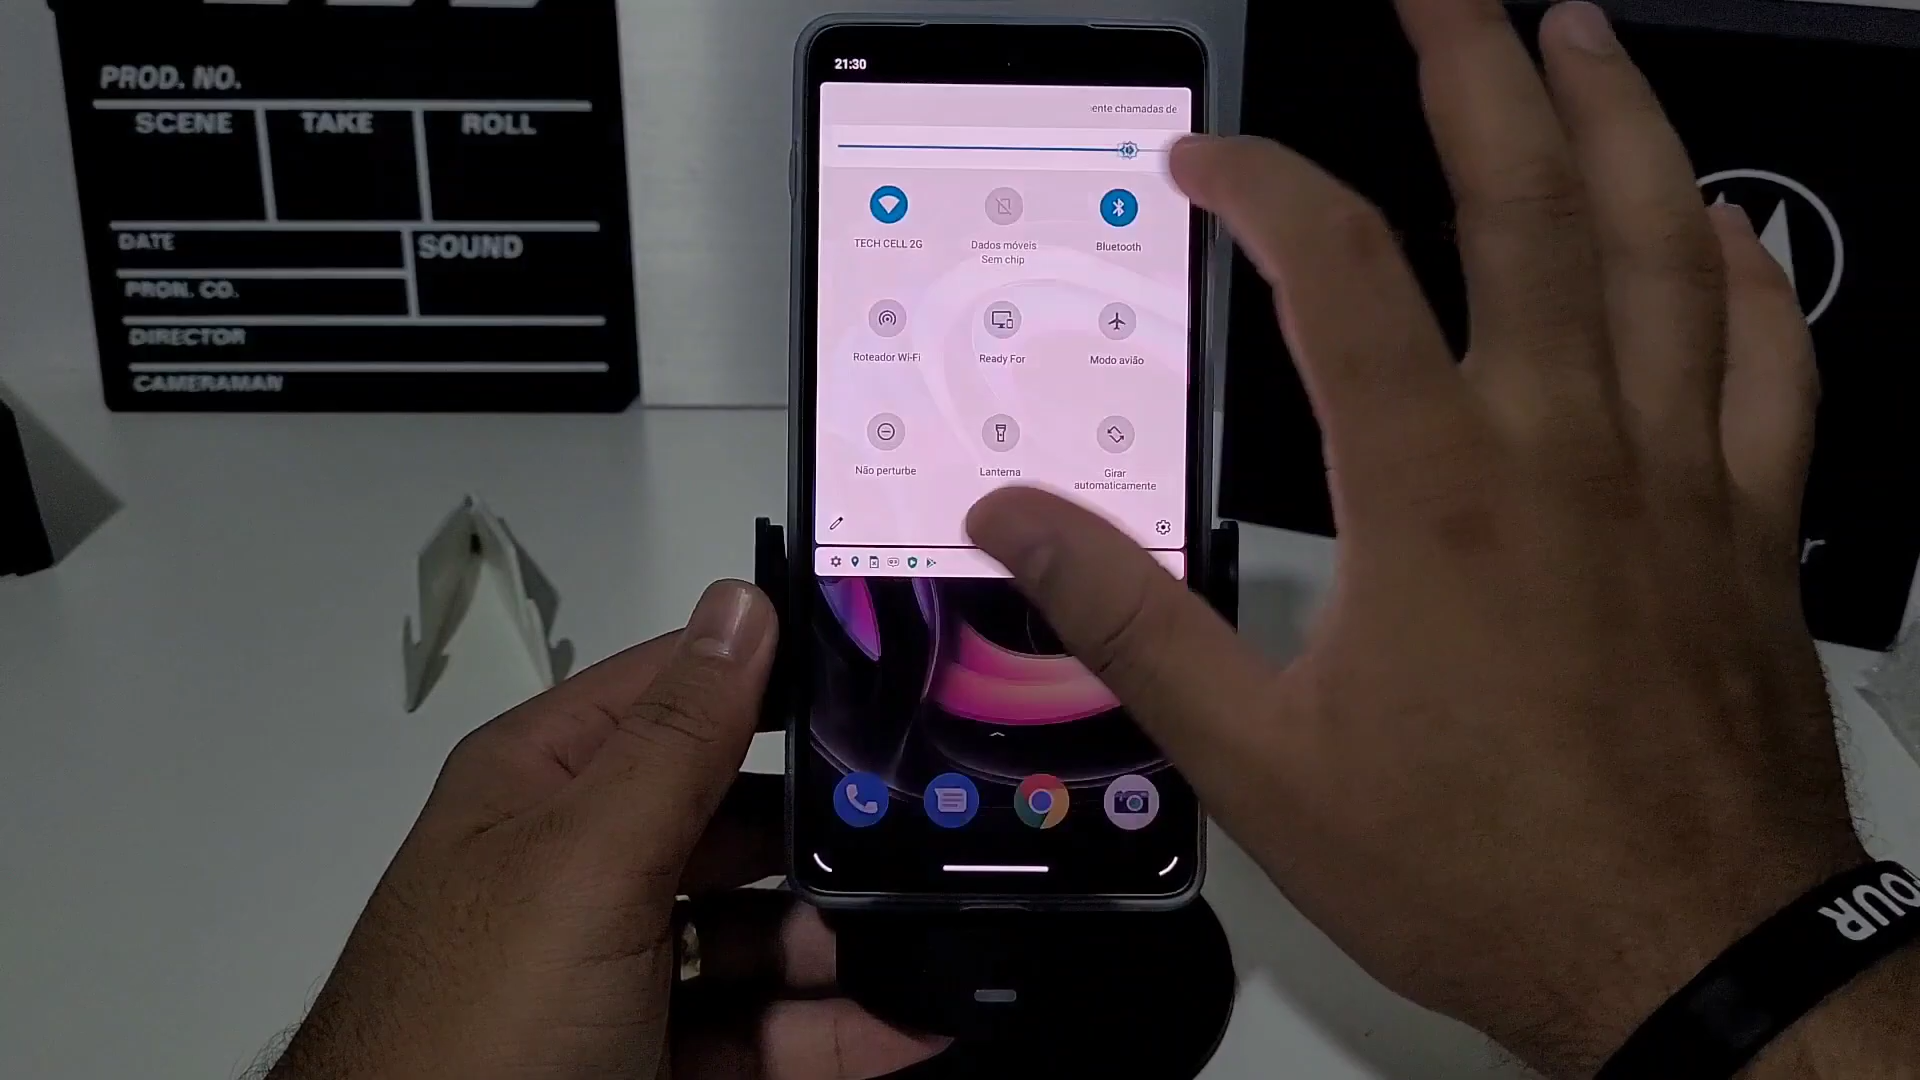 PROD. NO.
SCENE TAKE ROLL
DATE
SOUND
PROD. CO.
DIRECTOR
CAMERAMAN
21:30
ente chamadas de
TECH CELL 2G
Dados móveis
Sem chip
Bluetooth
Roteador Wi-Fi
Ready For
Modo avião
Não perturbe
Lanterna
Girar
automaticamente
OUR
r